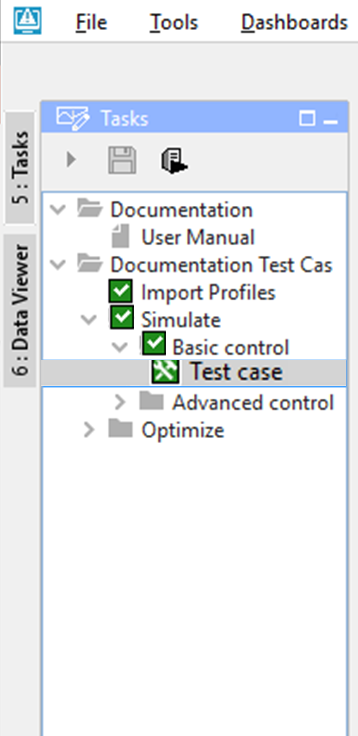 File Tools Dashboards
Tasks
5 : Tasks
6 : Data Viewer
Documentation
User Manual
Documentation Test Cas
Import Profiles
Simulate
Basic control
Test case
Advanced control
Optimize